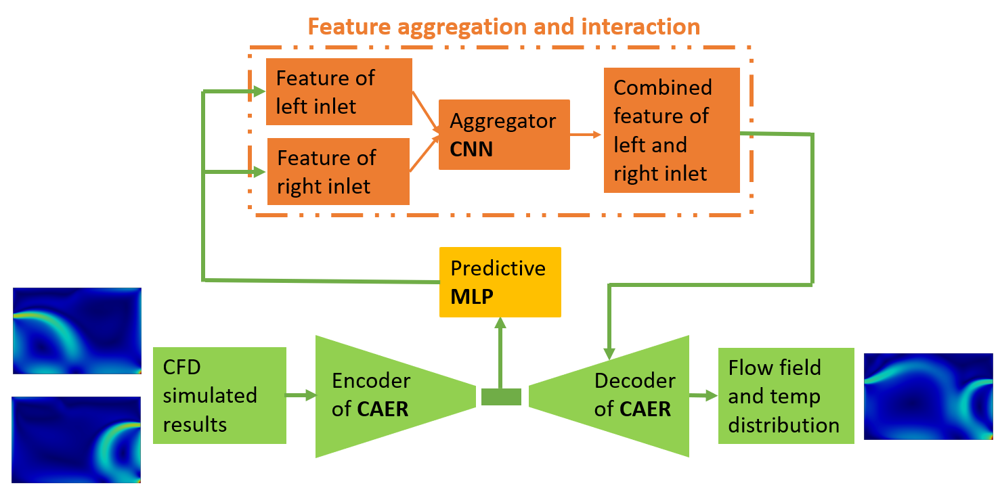 Feature aggregation and interaction
Feature of
left inlet
Feature of
right inlet
Aggregator
CNN
Combined
feature of
left and
right inlet
Predictive
MLP
CFD
simulated
results
Encoder
of CAER
Decoder
of CAER
Flow field
and temp
distribution